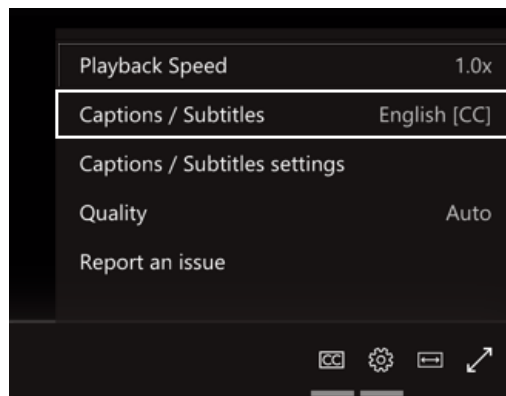 Playback Speed 1.0x
Captions / Subtitles English [CC]
Captions / Subtitles settings
Quality Auto
Report an issue
CC